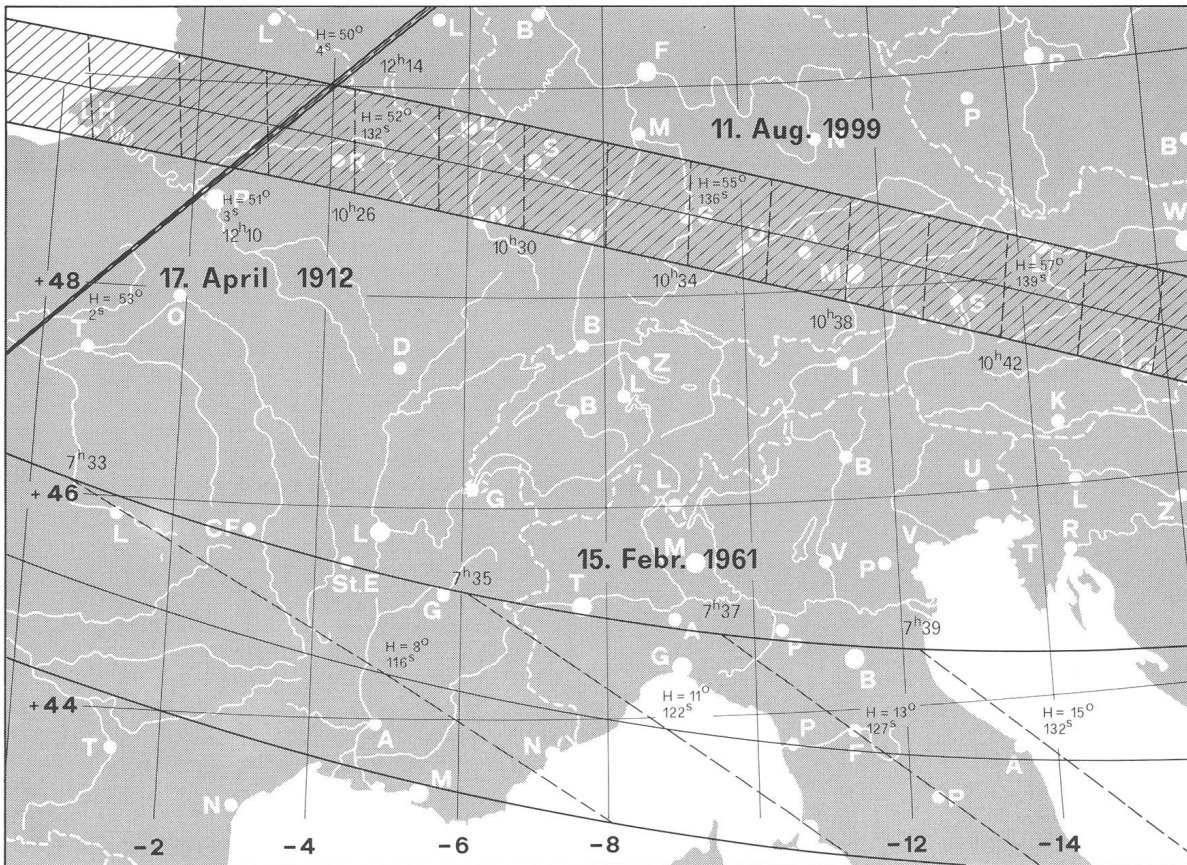 L
H = 50°
4ˢ
12ʰ14
L
B
F
P
H
H = 52°
132ˢ
L
M
11. Aug. 1999
N
P
B
R
S
P
H = 51°
3ˢ
12ʰ10
10ʰ26
N
10ʰ30
S
S
H = 55°
136ˢ
U
A
M
W
L
H = 57°
139ˢ
+48
17. April 1912
H = 53°
2ˢ
O
10ʰ34
10ʰ38
S
T
D
B
Z
L
B
I
10ʰ42
G
K
7ʰ33
B
+46
L
G
L
U
L
Z
CF
L
M
15. Febr. 1961
V
P
V
T
R
St.E
G
7ʰ35
T
A
7ʰ37
P
7ʰ39
H = 8°
116ˢ
G
B
+44
H = 11°
122ˢ
H = 13°
127ˢ
H = 15°
132ˢ
T
A
N
P
F
A
N
M
P
-2
-4
-6
-8
-10
-12
-14